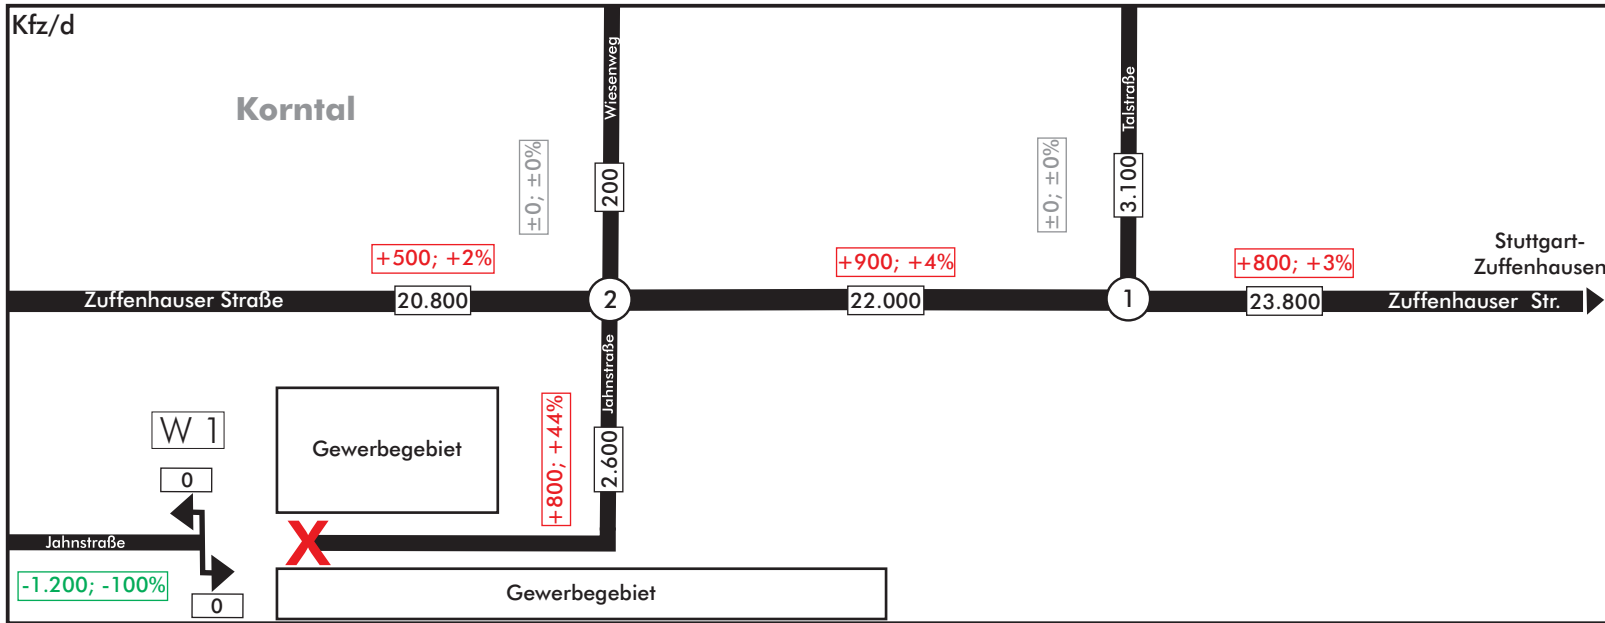 Kfz/d
Korntal
Wiesenweg
Talstraße
±0; ±0%
200
±0; ±0%
3.100
+500; +2%
+900; +4%
+800; +3%
Stuttgart-
Zuffenhausen
Zuffenhauser Straße
20.800
2
22.000
1
23.800
Zuffenhauser Str.
Jahnstraße
W 1
Gewerbegebiet
+800; +44%
2.600
0
X
Jahnstraße
-1.200; -100%
0
Gewerbegebiet